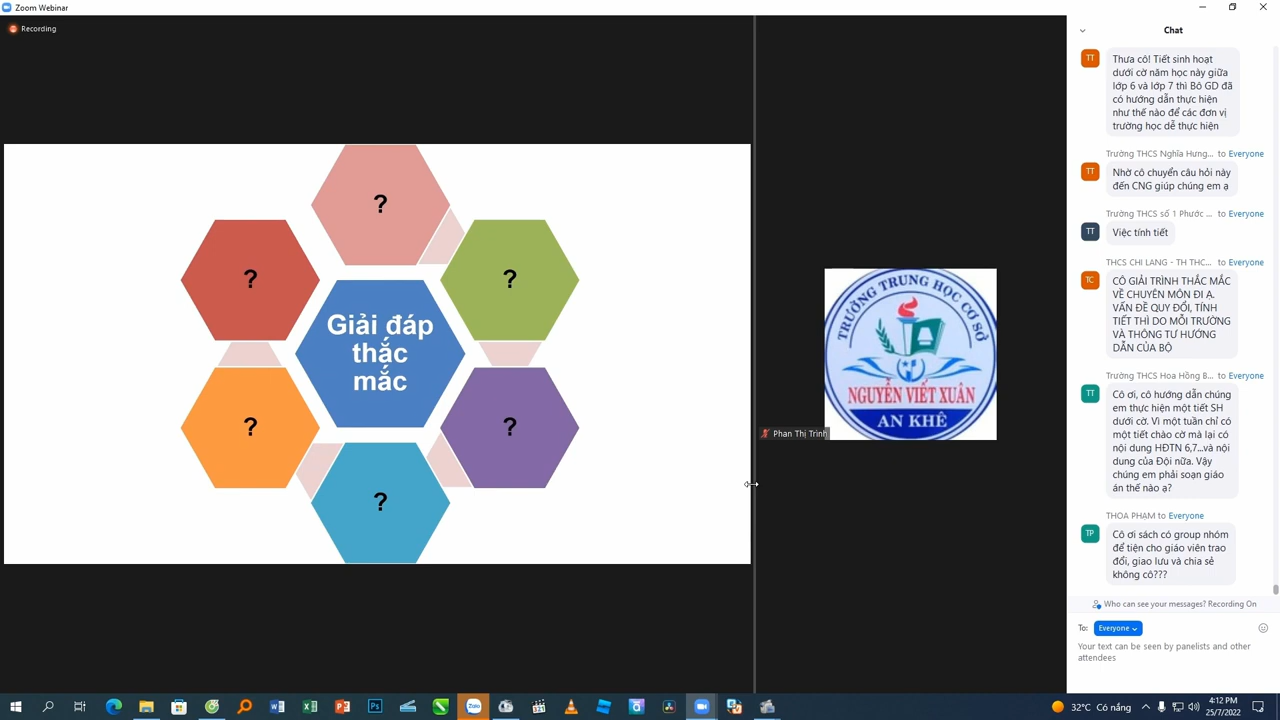 Zoom Webinar
Recording
?
?
?
Giải đáp
thắc
mắc
?
?
?
TRƯỜNG TRUNG HỌC CƠ SỞ
NGUYỄN VIẾT XUÂN
AN KHÊ
Phan Thị Trinh
Chat
TT
Thưa cô! Tiết sinh hoạt
dưới cờ năm học này giữa
lớp 6 và lớp 7 thì Bô GD đã
có hướng dẫn thực hiện
như thế nào để các đơn vị
trường học dễ thực hiện
Trường THCS Nghĩa Hưng... to Everyone
TT
Nhờ cô chuyển câu hỏi này
đến CNG giúp chúng em ạ
Trường THCS số 1 Phước ... to Everyone
TT
Việc tính tiết
THCS CHI LANG - TH THC... to Everyone
TC
CÔ GIẢI TRÌNH THẮC MẮC
VỀ CHUYÊN MÔN ĐI Ạ.
VẤN ĐỀ QUY ĐỔI, TÍNH
TIẾT THÌ DO MỖI TRƯỜNG
VÀ THÔNG TƯ HƯỚNG
DẪN CỦA BỘ
Trường THCS Hoa Hồng B... to Everyone
TT
Cô ơi, cô hướng dẫn chúng
em thực hiện một tiết SH
dưới cờ. Vì một tuần chỉ có
một tiết chào cờ mà lại có
nội dung HĐTN 6,7...và nội
dung của Đội nữa. Vậy
chúng em phải soạn giáo
án thế nào ạ?
THOA PHẠM to Everyone
TP
Cô ơi sách có group nhóm
để tiện cho giáo viên trao
đổi, giao lưu và chia sẻ
không cô???
Who can see your messages? Recording On
To: Everyone
Your text can be seen by panelists and other
attendees
Zalo
32°C Có nắng
4:12 PM
25/7/2022